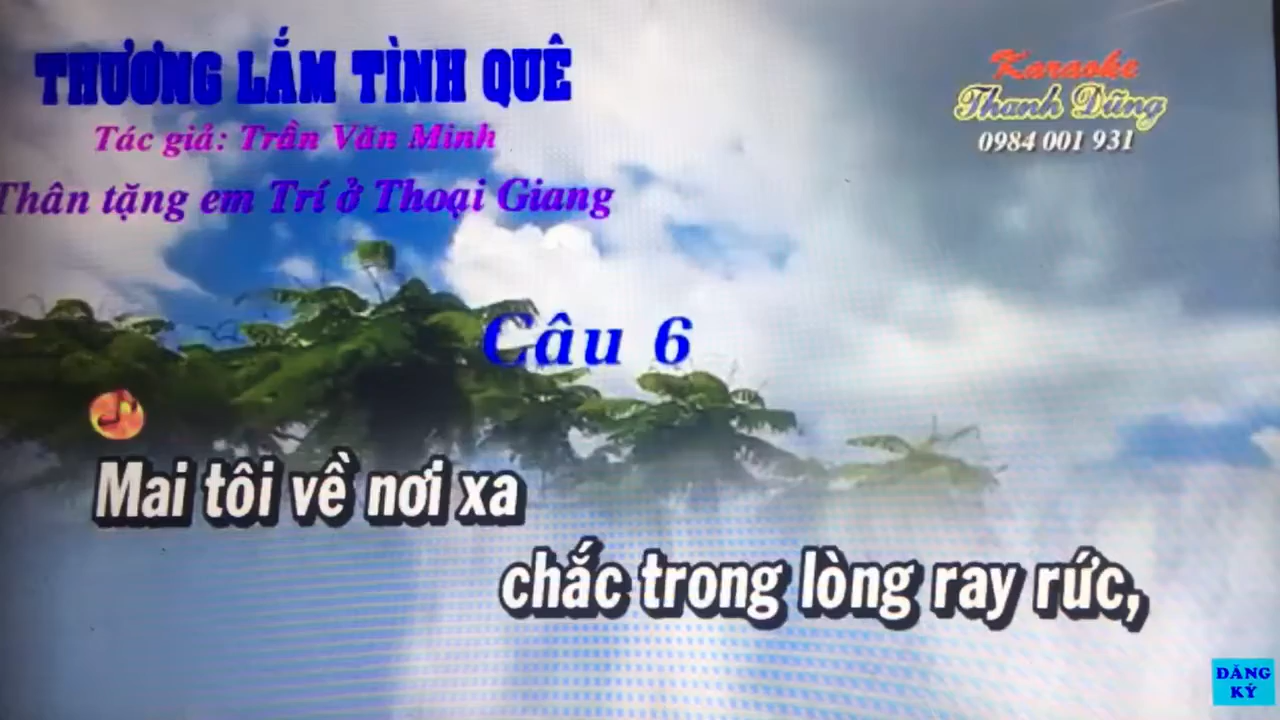 THƯƠNG LẮM TÌNH QUÊ
Tác giả: Trần Văn Minh
Thân tặng em Trí ở Thoại Giang
Karaoke
Thanh Dũng
0984 001 931
Câu 6
Mai tôi về nơi xa
chắc trong lòng ray rức,
ĐĂNG
KÝ